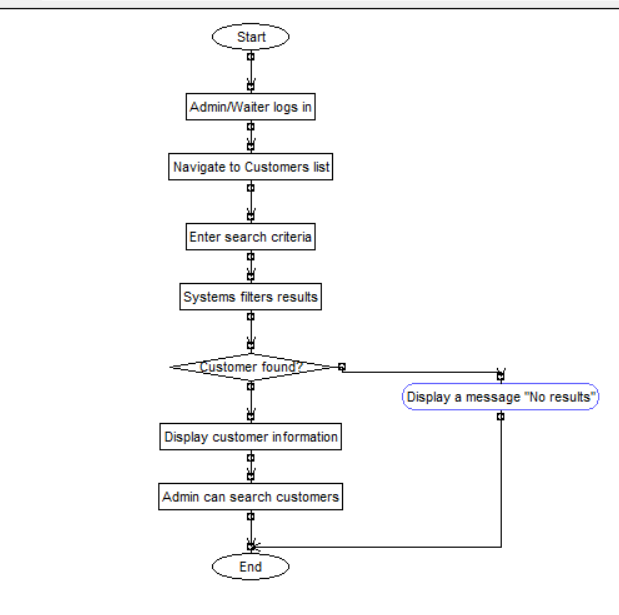 Start
Admin/Waiter logs in
Navigate to Customers list
Enter search criteria
Systems filters results
Customer found?
Display a message "No results"
Display customer information
Admin can search customers
End